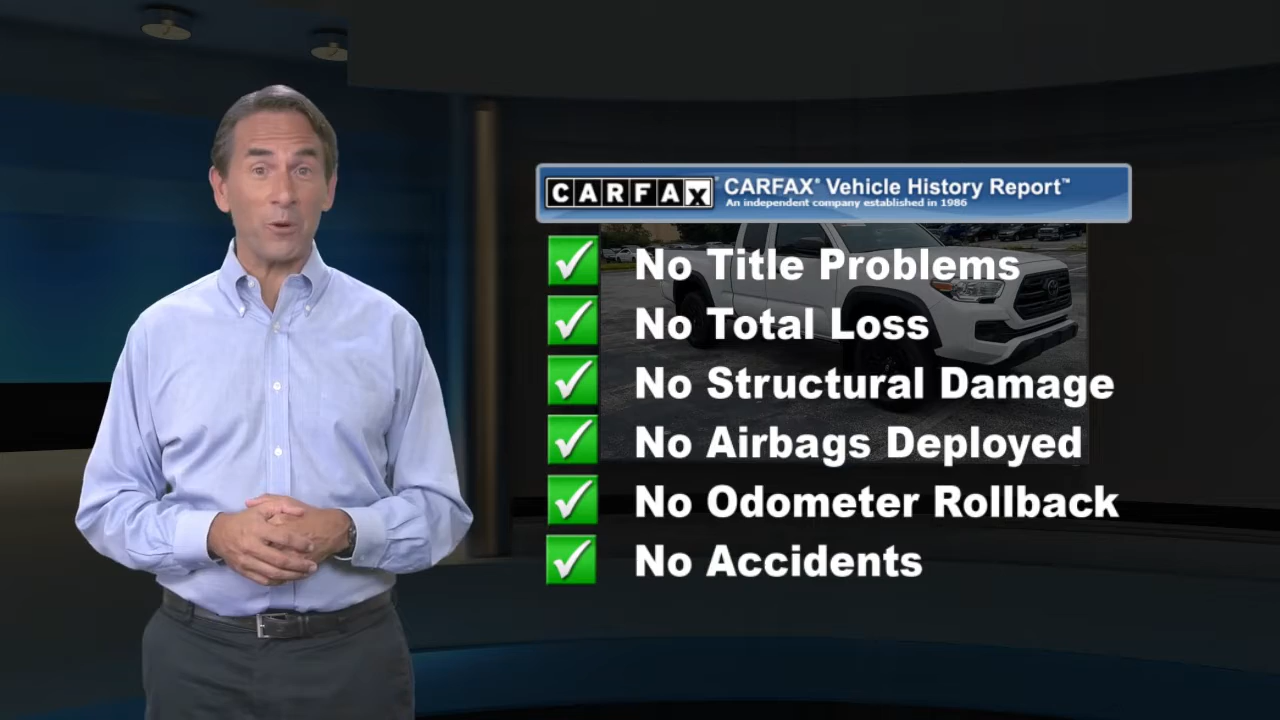 CARFAX CARFAX® Vehicle History Report™
An independent company established in 1986
No Title Problems
No Total Loss
No Structural Damage
No Airbags Deployed
No Odometer Rollback
No Accidents